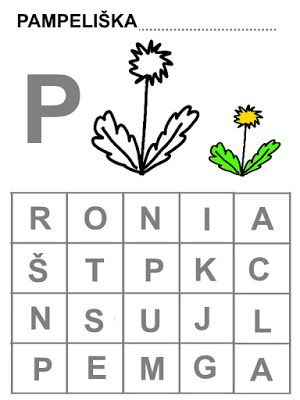 PAMPELIŠKA..............................
P
R O N I A
Š T P K C
N S U J L
P E M G A